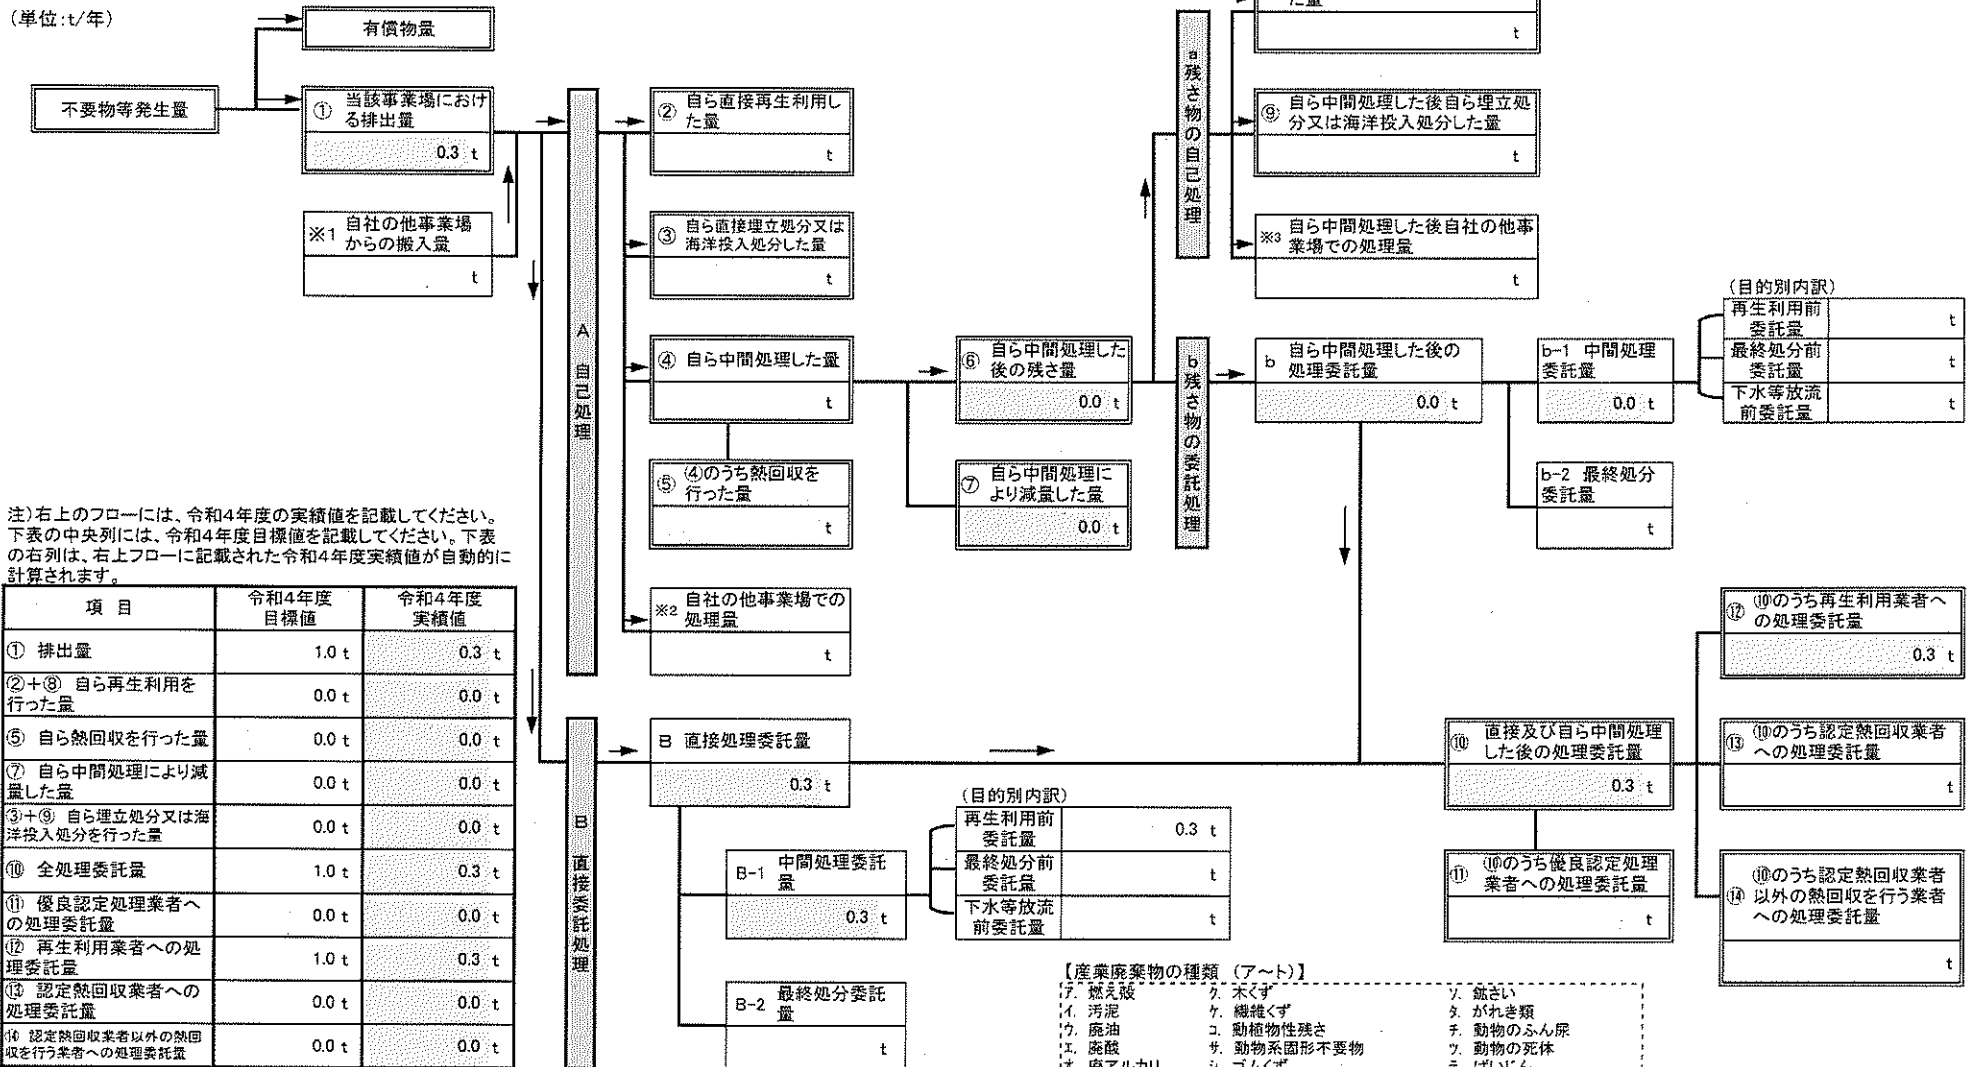 (単位:t/年)
有償物量
不要物等発生量
① 当該事業場におけ
る排出量
0.3 t
※1 自社の他事業場
からの搬入量
t
A 自己処理
② 自ら直接再生利用し
た量
t
③ 自ら直接埋立処分又は
海洋投入処分した量
t
④ 自ら中間処理した量
t
⑤ ④のうち熱回収を
行った量
t
※2 自社の他事業場での
処理量
t
⑥ 自ら中間処理した
後の残さ量
0.0 t
⑦ 自ら中間処理に
より減量した量
0.0 t
a 残さ物の自己処理
た量
t
⑨ 自ら中間処理した後自ら埋立処
分又は海洋投入処分した量
t
※3 自ら中間処理した後自社の他事
業場での処理量
t
b 残さ物の委託処理
b 自ら中間処理した後の
処理委託量
0.0 t
b-1 中間処理
委託量
0.0 t
b-2 最終処分
委託量
t
(目的別内訳)
再生利用前
委託量 t
最終処分前
委託量 t
下水等放流
前委託量 t
注)右上のフローには、令和4年度の実績値を記載してください。
下表の中央列には、令和4年度目標値を記載してください。下表
の右列は、右上フローに記載された令和4年度実績値が自動的に
計算されます。
項 目 令和4年度 目標値 令和4年度 実績値
① 排出量 1.0 t 0.3 t
②+⑧ 自ら再生利用を
行った量 0.0 t 0.0 t
⑤ 自ら熱回収を行った量 0.0 t 0.0 t
⑦ 自ら中間処理により減
量した量 0.0 t 0.0 t
③+⑨ 自ら埋立処分又は海
洋投入処分を行った量 0.0 t 0.0 t
⑩ 全処理委託量 1.0 t 0.3 t
⑪ 優良認定処理業者へ
の処理委託量 0.0 t 0.0 t
⑫ 再生利用業者への処
理委託量 1.0 t 0.3 t
⑬ 認定熱回収業者への
処理委託量 0.0 t 0.0 t
⑭ 認定熱回収業者以外の熱回
収を行う業者への処理委託量 0.0 t 0.0 t
B 直接委託処理
B 直接処理委託量
0.3 t
B-1 中間処理委託
量
0.3 t
B-2 最終処分委託
量
t
(目的別内訳)
再生利用前
委託量 0.3 t
最終処分前
委託量 t
下水等放流
前委託量 t
⑩ 直接及び自ら中間処理
した後の処理委託量
0.3 t
⑪ ⑩のうち優良認定処理
業者への処理委託量
t
⑫ ⑩のうち再生利用業者へ
の処理委託量
0.3 t
⑬ ⑩のうち認定熱回収業者
への処理委託量
t
⑭ ⑩のうち認定熱回収業者
以外の熱回収を行う業者
への処理委託量
t
【産業廃棄物の種類 (ア~ト)】
ア. 燃え殻 ク. 木くず ソ. 鉱さい
イ. 汚泥 ケ. 繊維くず タ. がれき類
ウ. 廃油 コ. 動植物性残さ チ. 動物のふん尿
エ. 廃酸 サ. 動物系固形不要物 ツ. 動物の死体
オ. 廃アルカリ シ. ゴムくず テ. ばいじん